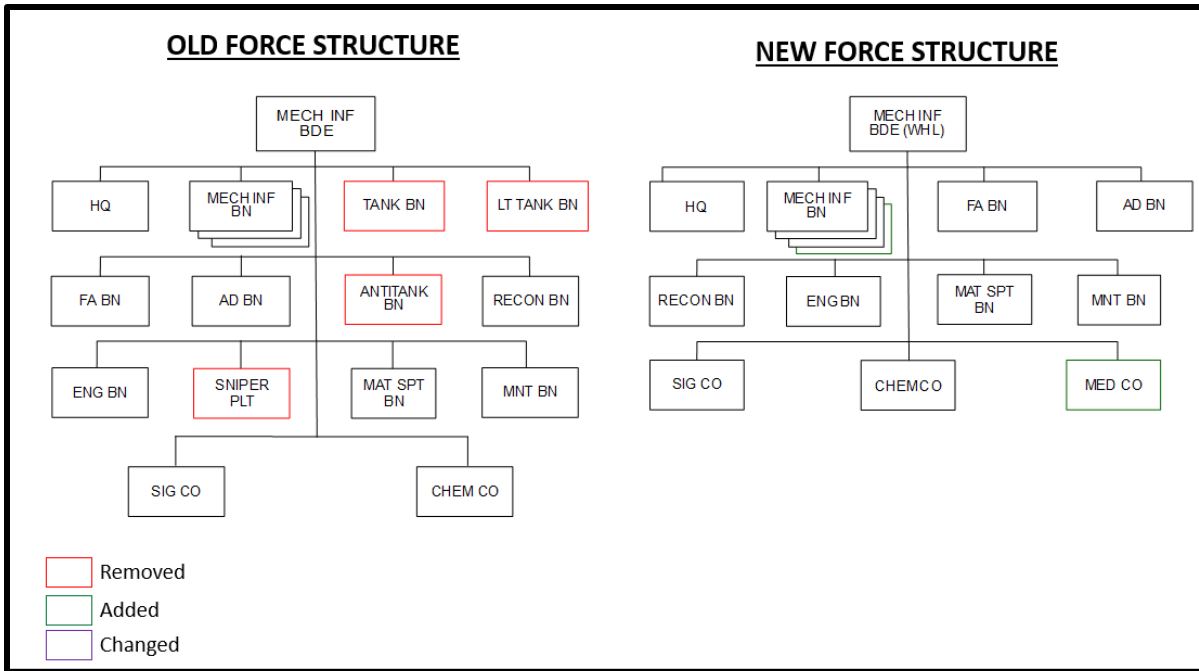 OLD FORCE STRUCTURE
MECH INF
BDE
HQ
MECH INF
BN
TANK BN
LT TANK BN
FA BN
AD BN
ANTITANK
BN
RECON BN
ENG BN
SNIPER
PLT
MAT SPT
BN
MNT BN
SIG CO
CHEM CO
NEW FORCE STRUCTURE
MECH INF
BDE (WHL)
HQ
MECH INF
BN
FA BN
AD BN
RECON BN
ENG BN
MAT SPT
BN
MNT BN
SIG CO
CHEM CO
MED CO
Removed
Added
Changed